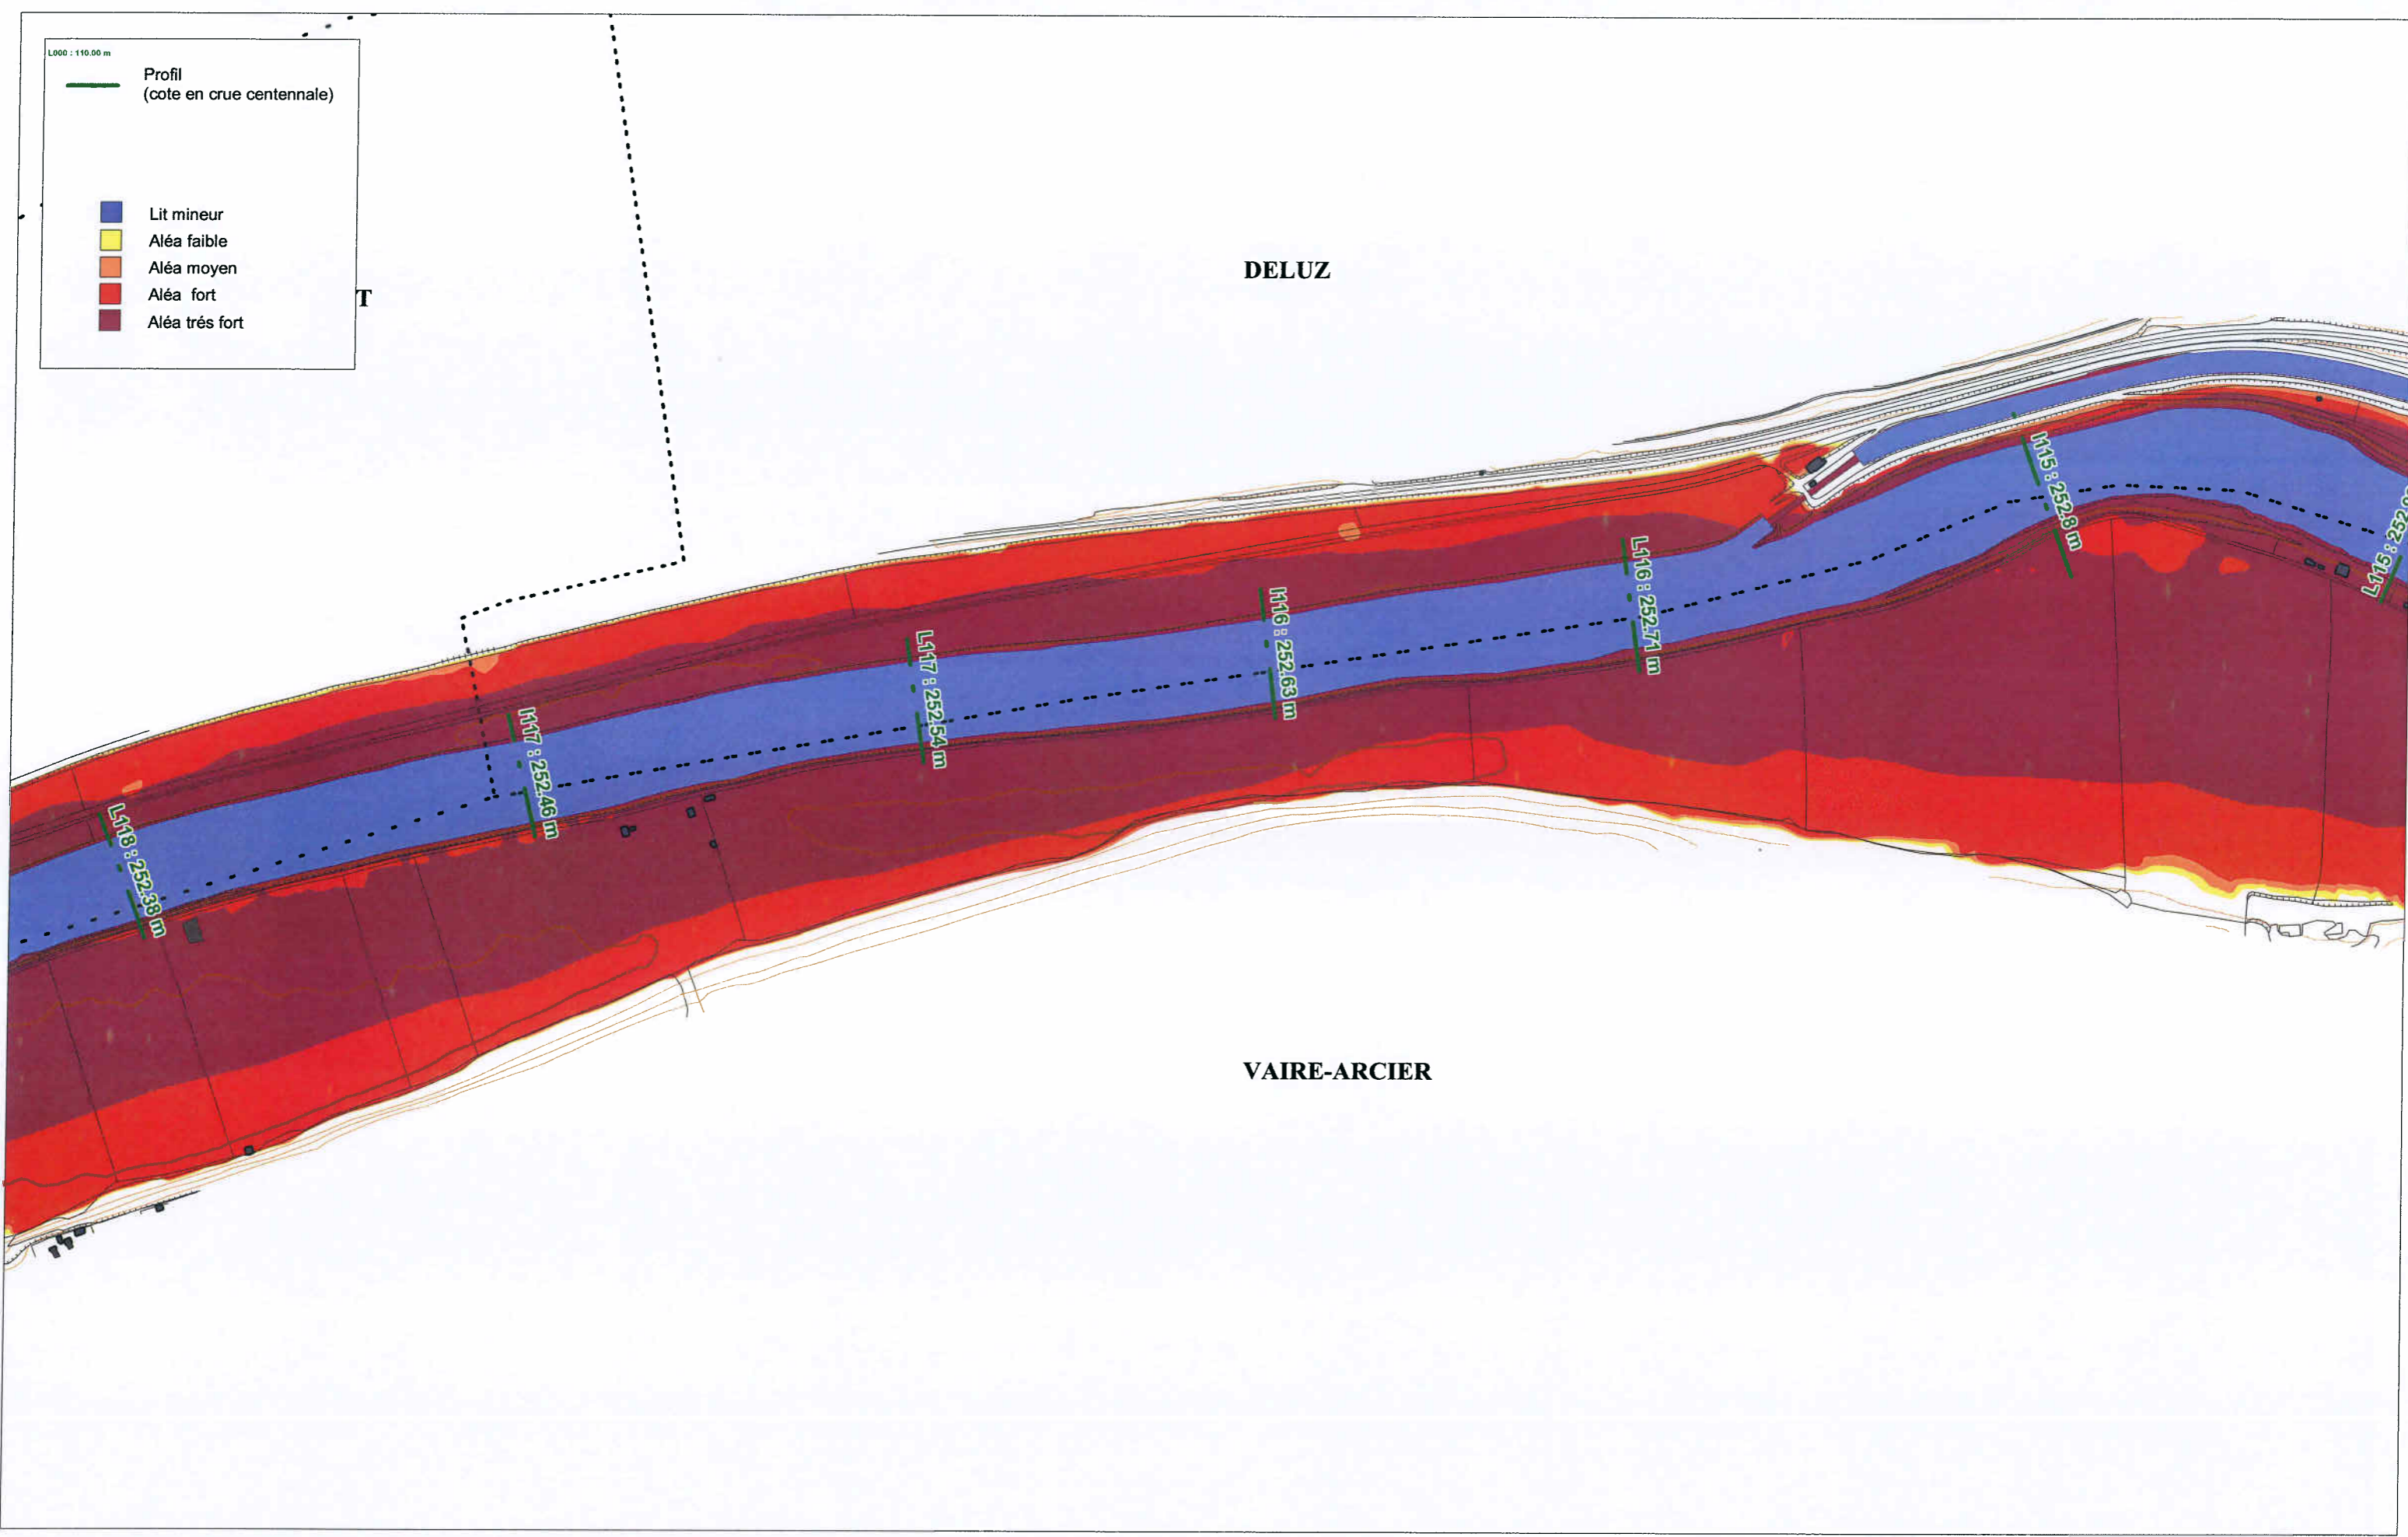 L000 : 110.00 m
Profil
(cote en crue centennale)
Lit mineur
Aléa faible
Aléa moyen
Aléa fort
Aléa trés fort
T
DELUZ
I115 : 252.8 m
L115 : 252.
L116 : 252.71 m
I116 : 252.63 m
L117 : 252.54 m
I117 : 252.46 m
L118 : 252.38 m
VAIRE-ARCIER